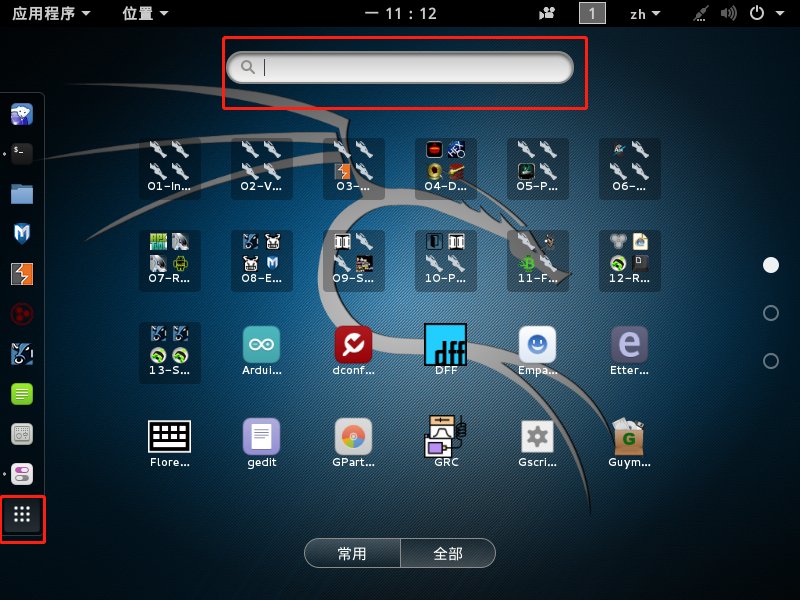 应用程序 位置 一 11：12 1 zh
01-In... 02-V... 03-... 04-D... 05-P... 06-...
07-R... 08-E... 09-S... 10-P... 11-F... 12-R...
13-S... Ardui... dconf... DFF Empa... Etter...
Flore... gedit GPart... GRC Gscri... Guym...
常用 全部